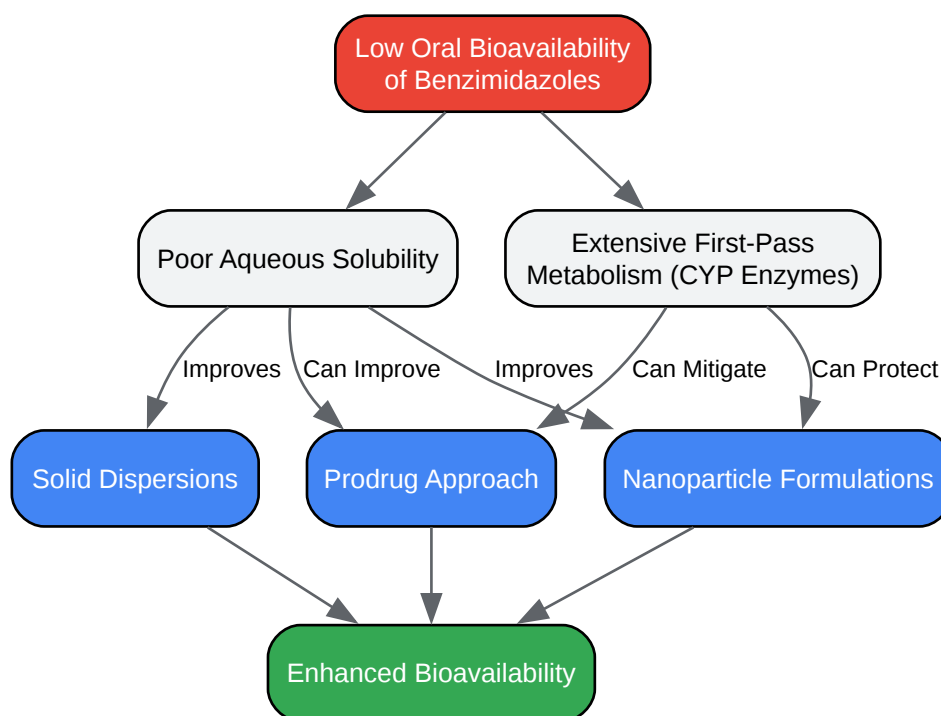 Low Oral Bioavailability
of Benzimidazoles
Poor Aqueous Solubility
Extensive First-Pass
Metabolism (CYP Enzymes)
Improves
Can Improve
Improves
Can Mitigate
Can Protect
Solid Dispersions
Prodrug Approach
Nanoparticle Formulations
Enhanced Bioavailability